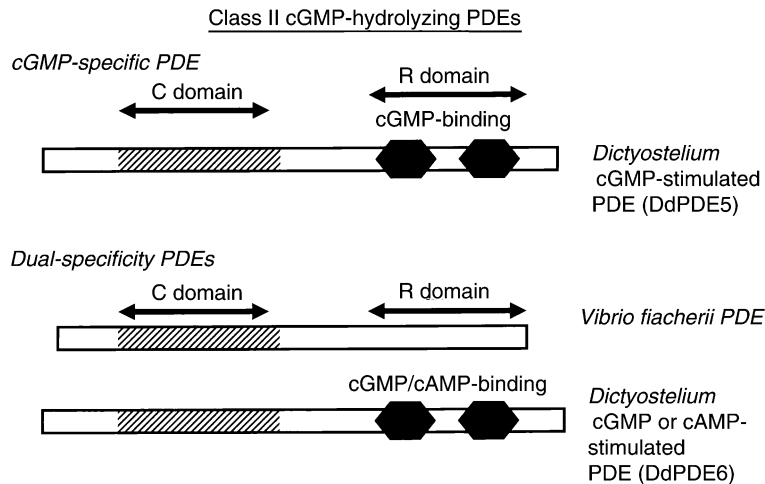 Class II cGMP-hydrolyzing PDEs
cGMP-specific PDE
C domain
R domain
cGMP-binding
Dictyostelium
cGMP-stimulated
PDE (DdPDE5)
Dual-specificity PDEs
C domain
R domain
Vibrio fiacherii PDE
cGMP/cAMP-binding
Dictyostelium
cGMP or cAMP-
stimulated
PDE (DdPDE6)